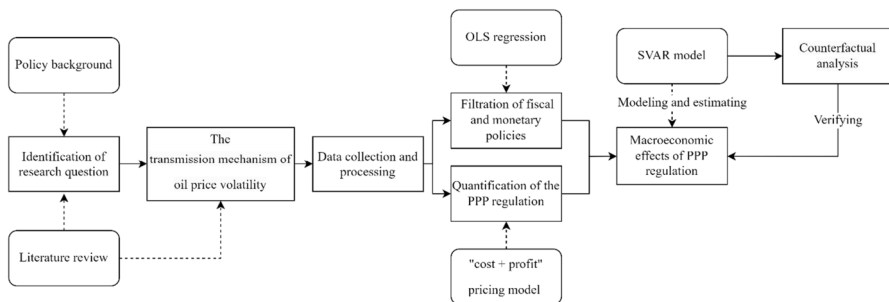 Policy background
Identification of
research question
Literature review
The
transmission mechanism of
oil price volatility
Data collection and
processing
OLS regression
Filtration of fiscal
and monetary
policies
Quantification of the
PPP regulation
"cost + profit"
pricing model
SVAR model
Modeling and estimating
Macroeconomic
effects of PPP
regulation
Counterfactual
analysis
Verifying